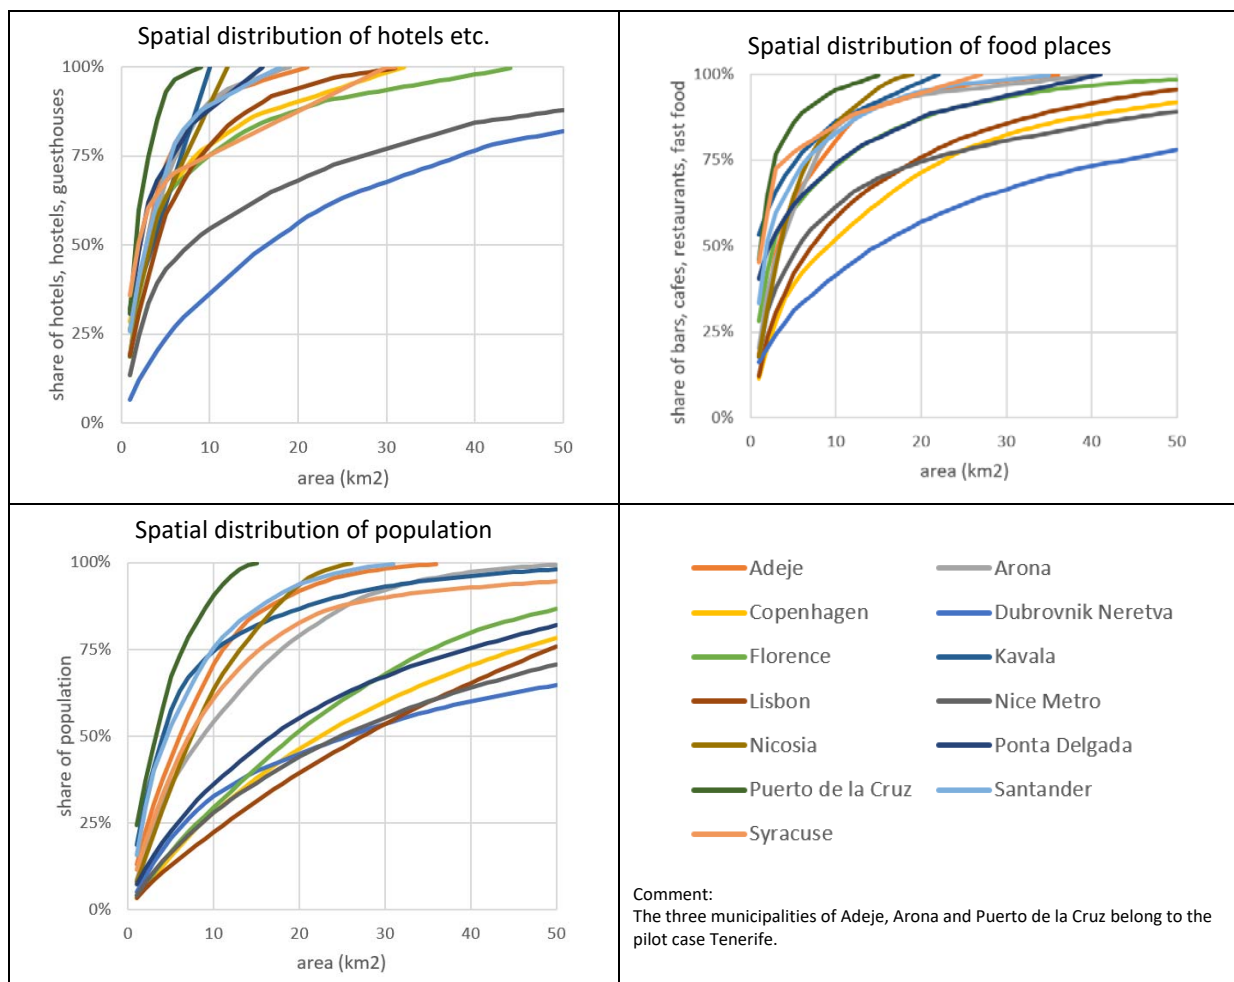 Spatial distribution of hotels etc.
share of hotels, hostels, guesthouses
100%
75%
50%
25%
0%
0 10 20 30 40 50
area (km2)
Spatial distribution of food places
share of bars, cafes, restaurants, fast food
100%
75%
50%
25%
0%
0 10 20 30 40 50
area (km2)
Spatial distribution of population
share of population
100%
75%
50%
25%
0%
0 10 20 30 40 50
area (km2)
Adeje Arona
Copenhagen Dubrovnik Neretva
Florence Kavala
Lisbon Nice Metro
Nicosia Ponta Delgada
Puerto de la Cruz Santander
Syracuse
Comment:
The three municipalities of Adeje, Arona and Puerto de la Cruz belong to the
pilot case Tenerife.